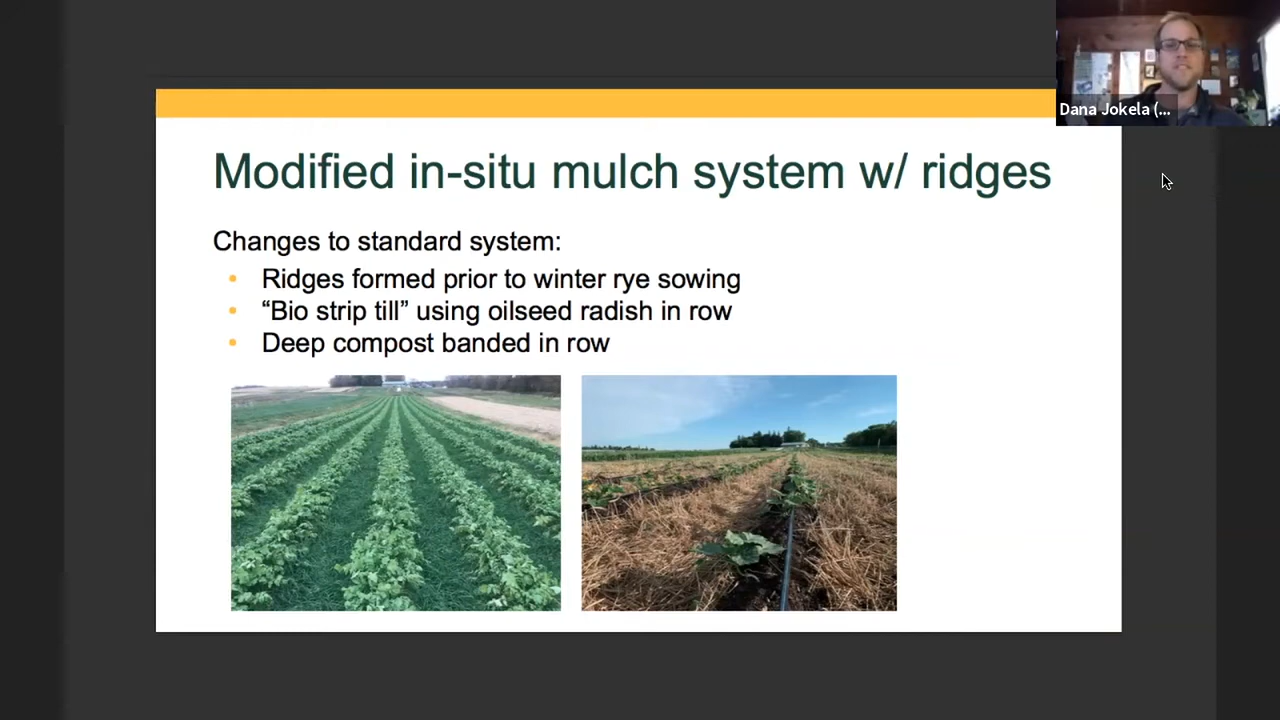 Dana Jokela (...
Modified in-situ mulch system w/ ridges
Changes to standard system:
• Ridges formed prior to winter rye sowing
• “Bio strip till” using oilseed radish in row
• Deep compost banded in row